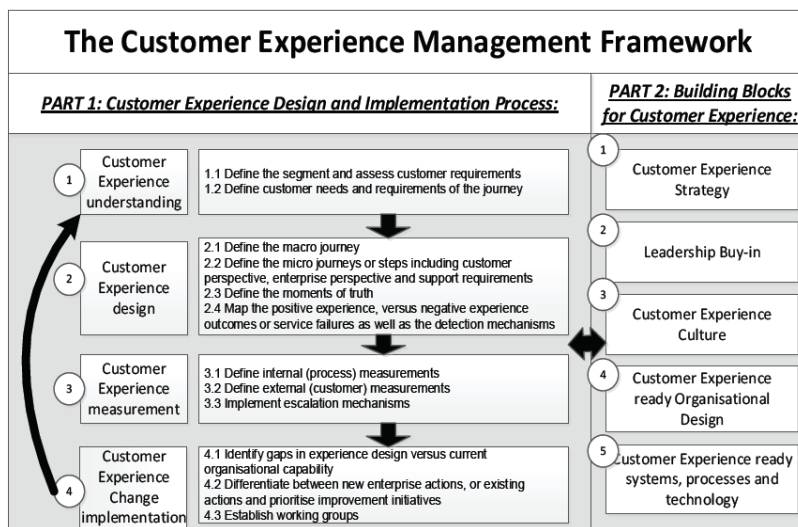 The Customer Experience Management Framework
PART 1: Customer Experience Design and Implementation Process:
PART 2: Building Blocks
for Customer Experience:
1
Customer
Experience
understanding
1.1 Define the segment and assess customer requirements
1.2 Define customer needs and requirements of the journey
2
Customer
Experience
design
2.1 Define the macro journey
2.2 Define the micro journeys or steps including customer
perspective, enterprise perspective and support requirements
2.3 Define the moments of truth
2.4 Map the positive experience, versus negative experience
outcomes or service failures as well as the detection mechanisms
3
Customer
Experience
measurement
3.1 Define internal (process) measurements
3.2 Define external (customer) measurements
3.3 Implement escalation mechanisms
4
Customer
Experience
Change
implementation
4.1 Identify gaps in experience design versus current
organisational capability
4.2 Differentiate between new enterprise actions, or existing
actions and prioritise improvement initiatives
4.3 Establish working groups
1
Customer Experience
Strategy
2
Leadership Buy-in
3
Customer Experience
Culture
4
Customer Experience
ready Organisational
Design
5
Customer Experience ready
systems, processes and
technology